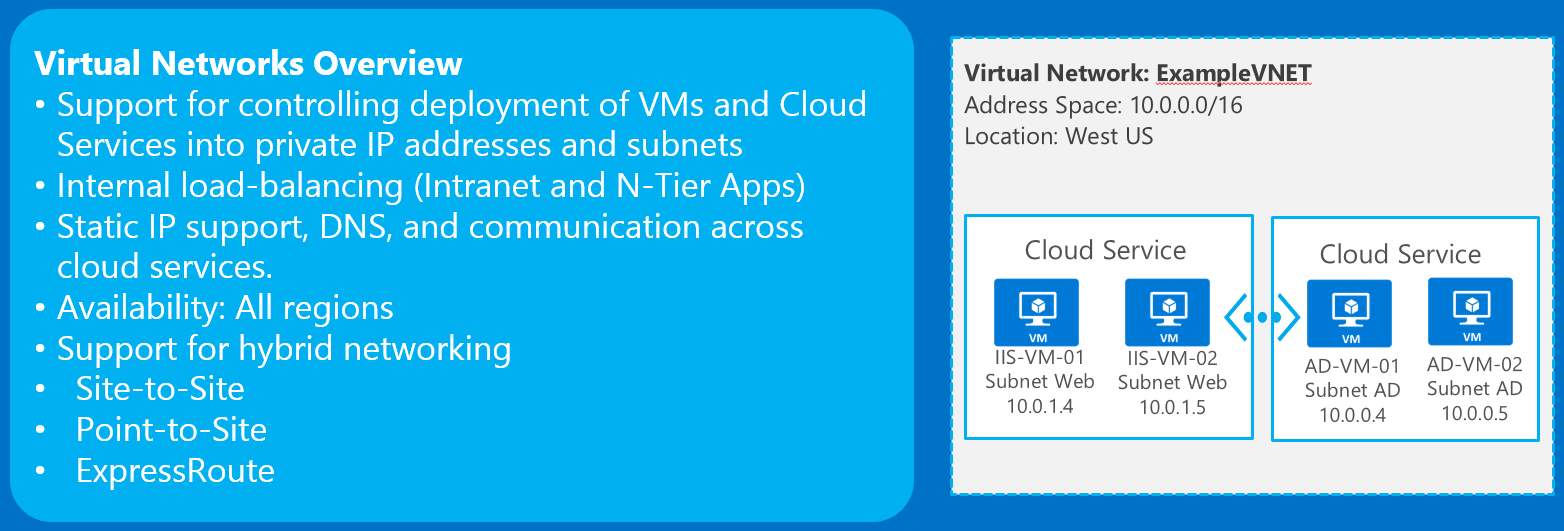 Virtual Networks Overview
• Support for controlling deployment of VMs and Cloud
Services into private IP addresses and subnets
• Internal load-balancing (Intranet and N-Tier Apps)
• Static IP support, DNS, and communication across
cloud services.
• Availability: All regions
• Support for hybrid networking
• Site-to-Site
• Point-to-Site
• ExpressRoute
Virtual Network: ExampleVNET
Address Space: 10.0.0.0/16
Location: West US
Cloud Service
VM
IIS-VM-01
Subnet Web
10.0.1.4
VM
IIS-VM-02
Subnet Web
10.0.1.5
Cloud Service
VM
AD-VM-01
Subnet AD
10.0.0.4
VM
AD-VM-02
Subnet AD
10.0.0.5